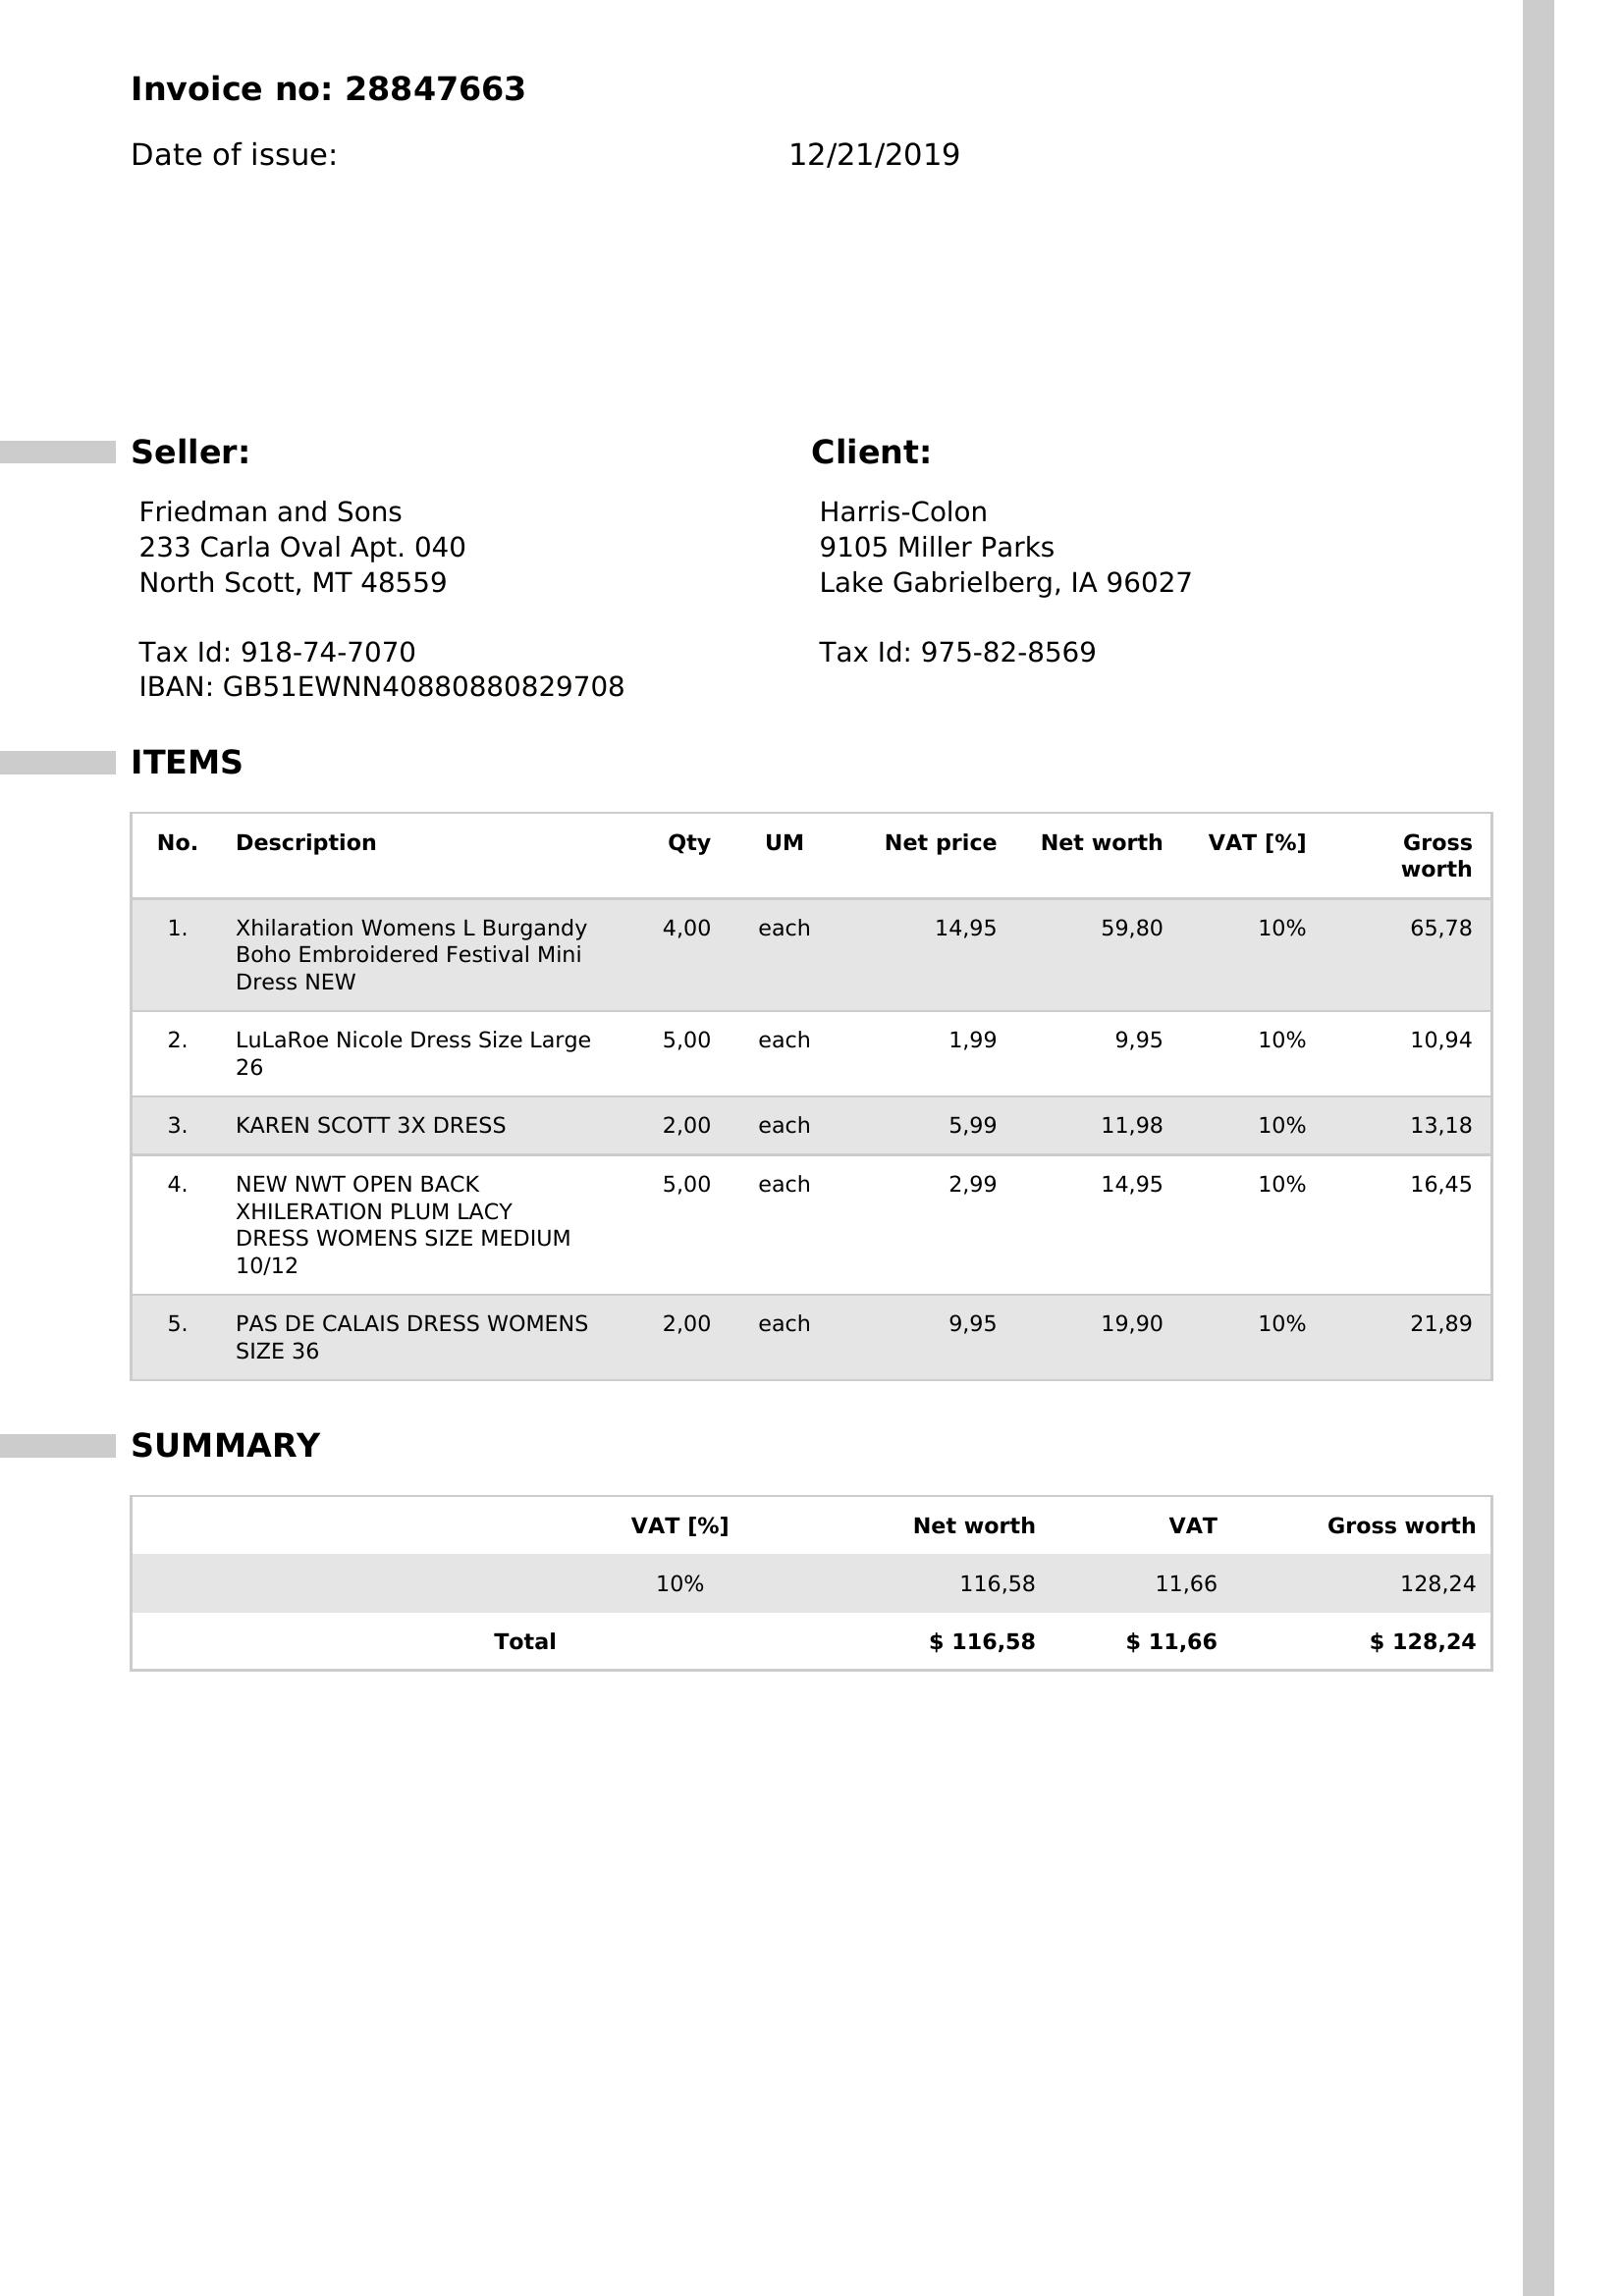 Invoice no: 28847663
Date of issue: 12/21/2019
Seller:
Friedman and Sons
233 Carla Oval Apt. 040
North Scott, MT 48559
Tax Id: 918-74-7070
IBAN: GB51EWNN40880880829708
Client:
Harris-Colon
9105 Miller Parks
Lake Gabrielberg, IA 96027
Tax Id: 975-82-8569
ITEMS
No. Description Qty UM Net price Net worth VAT [%] Gross
worth
1. Xhilaration Womens L Burgandy 4,00 each 14,95 59,80 10% 65,78
Boho Embroidered Festival Mini
Dress NEW
2. LuLaRoe Nicole Dress Size Large 5,00 each 1,99 9,95 10% 10,94
26
3. KAREN SCOTT 3X DRESS 2,00 each 5,99 11,98 10% 13,18
4. NEW NWT OPEN BACK 5,00 each 2,99 14,95 10% 16,45
XHILERATION PLUM LACY
DRESS WOMENS SIZE MEDIUM
10/12
5. PAS DE CALAIS DRESS WOMENS 2,00 each 9,95 19,90 10% 21,89
SIZE 36
SUMMARY
VAT [%] Net worth VAT Gross worth
10% 116,58 11,66 128,24
Total $ 116,58 $ 11,66 $ 128,24